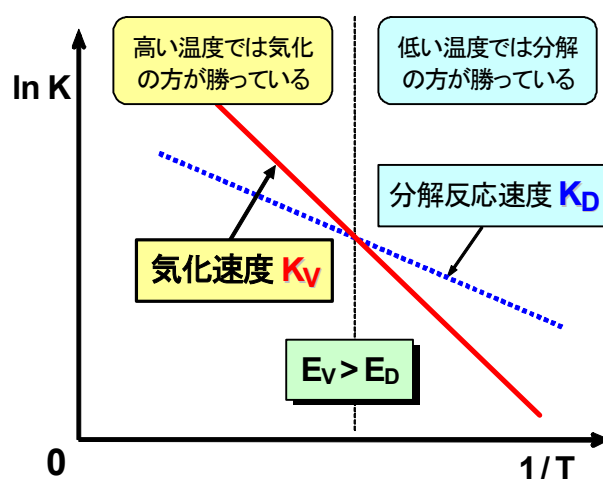 高い温度では気化
の方が勝っている
低い温度では分解
の方が勝っている
ln K
分解反応速度 KD
気化速度 KV
EV > ED
0
1 / T